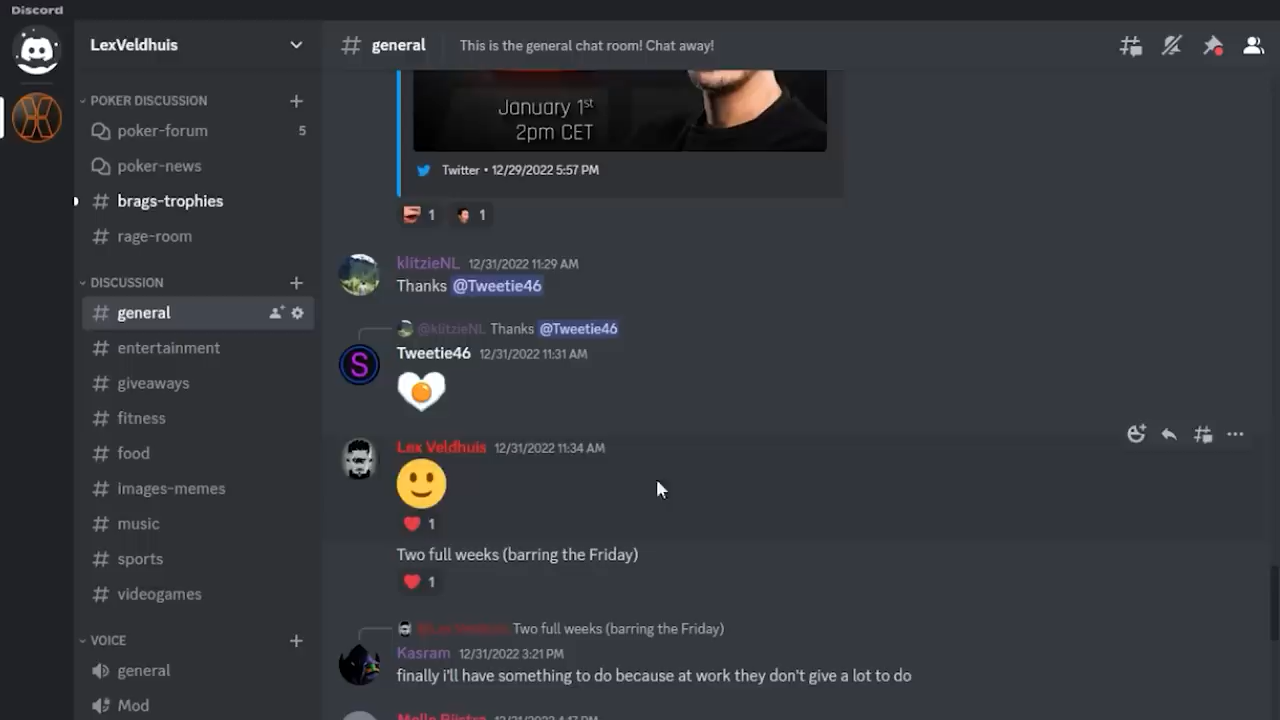 Discord
LexVeldhuis
# general
This is the general chat room! Chat away!
POKER DISCUSSION
poker-forum
5
poker-news
# brags-trophies
# rage-room
DISCUSSION
# general
# entertainment
# giveaways
# fitness
# food
# images-memes
# music
# sports
# videogames
VOICE
general
Mod
January 1st
2pm CET
Twitter • 12/29/2022 5:57 PM
1 1
klitzieNL 12/31/2022 11:29 AM
Thanks @Tweetie46
@klitzieNL Thanks @Tweetie46
S
Tweetie46 12/31/2022 11:31 AM
Lex Veldhuis 12/31/2022 11:34 AM
1
Two full weeks (barring the Friday)
1
@Lex Veldhuis Two full weeks (barring the Friday)
Kasram 12/31/2022 3:21 PM
finally i'll have something to do because at work they don't give a lot to do
12/31/2022 4:17 PM